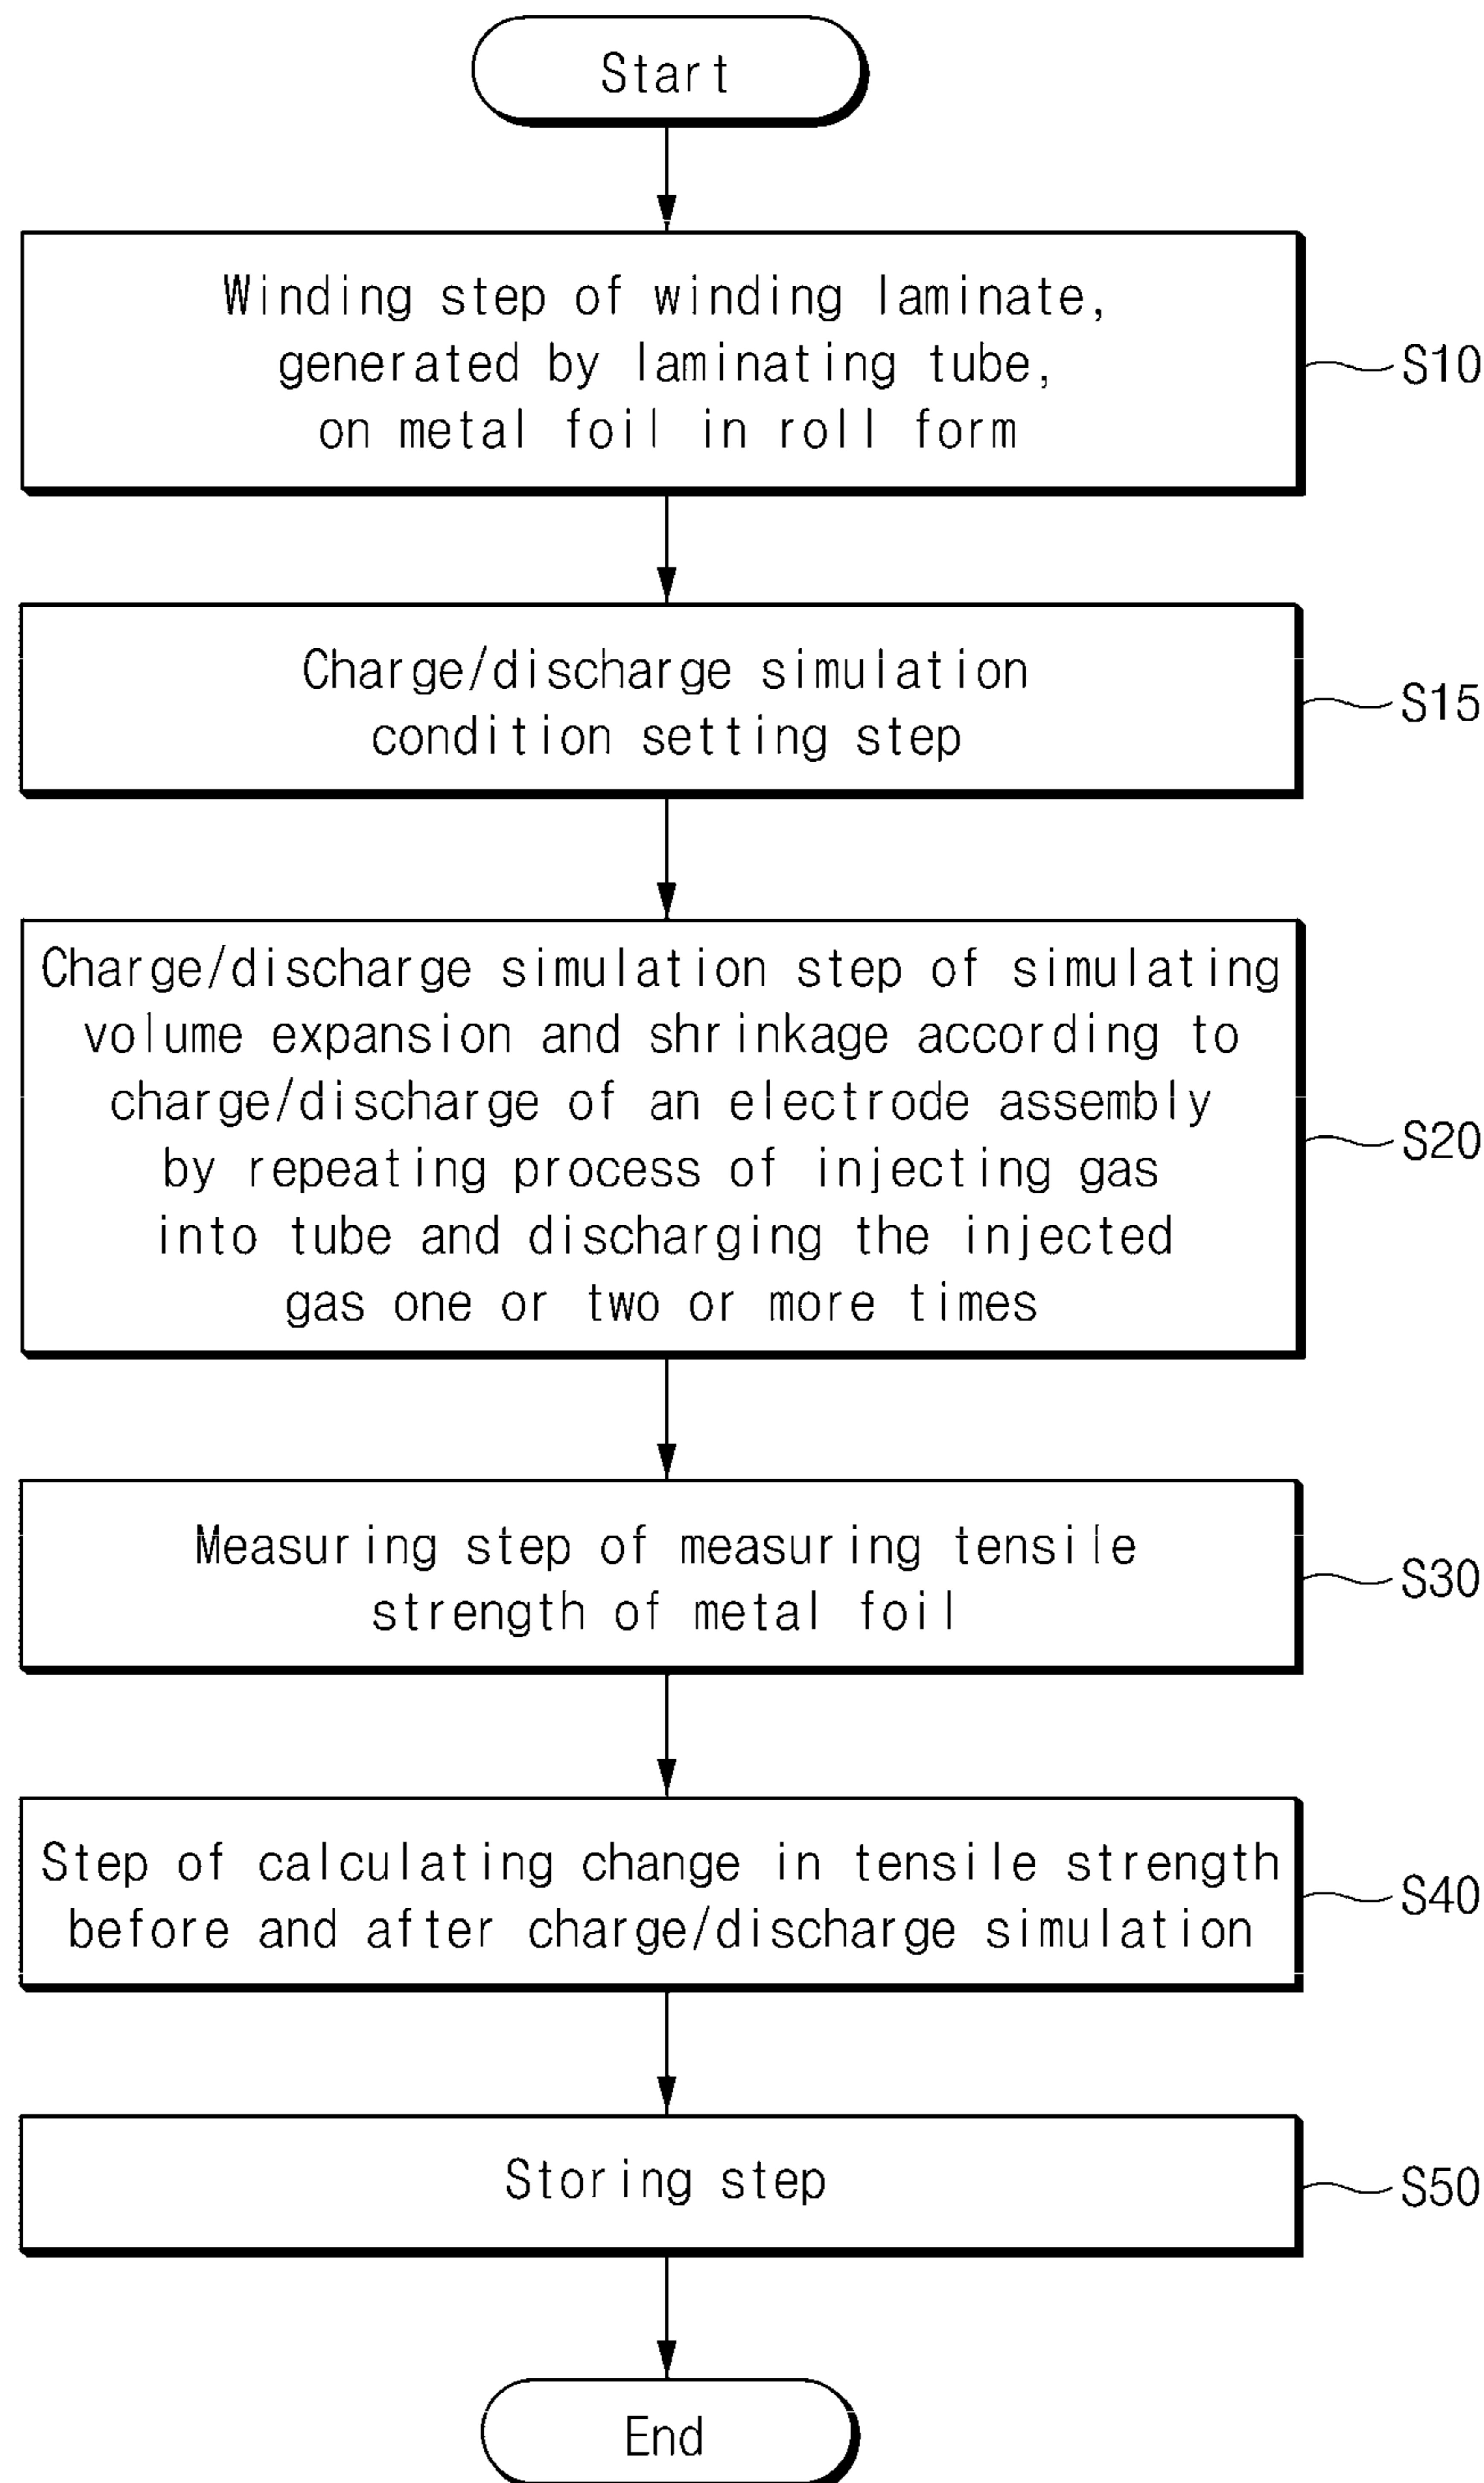 Start
Winding step of winding laminate,
generated by laminating tube,
on metal foil in roll form
S10
Charge/discharge simulation
condition setting step
S15
Charge/discharge simulation step of simulating
volume expansion and shrinkage according to
charge/discharge of an electrode assembly
by repeating process of injecting gas
into tube and discharging the injected
gas one or two or more times
S20
Measuring step of measuring tensile
strength of metal foil
S30
Step of calculating change in tensile strength
before and after charge/discharge simulation
S40
Storing step
S50
End